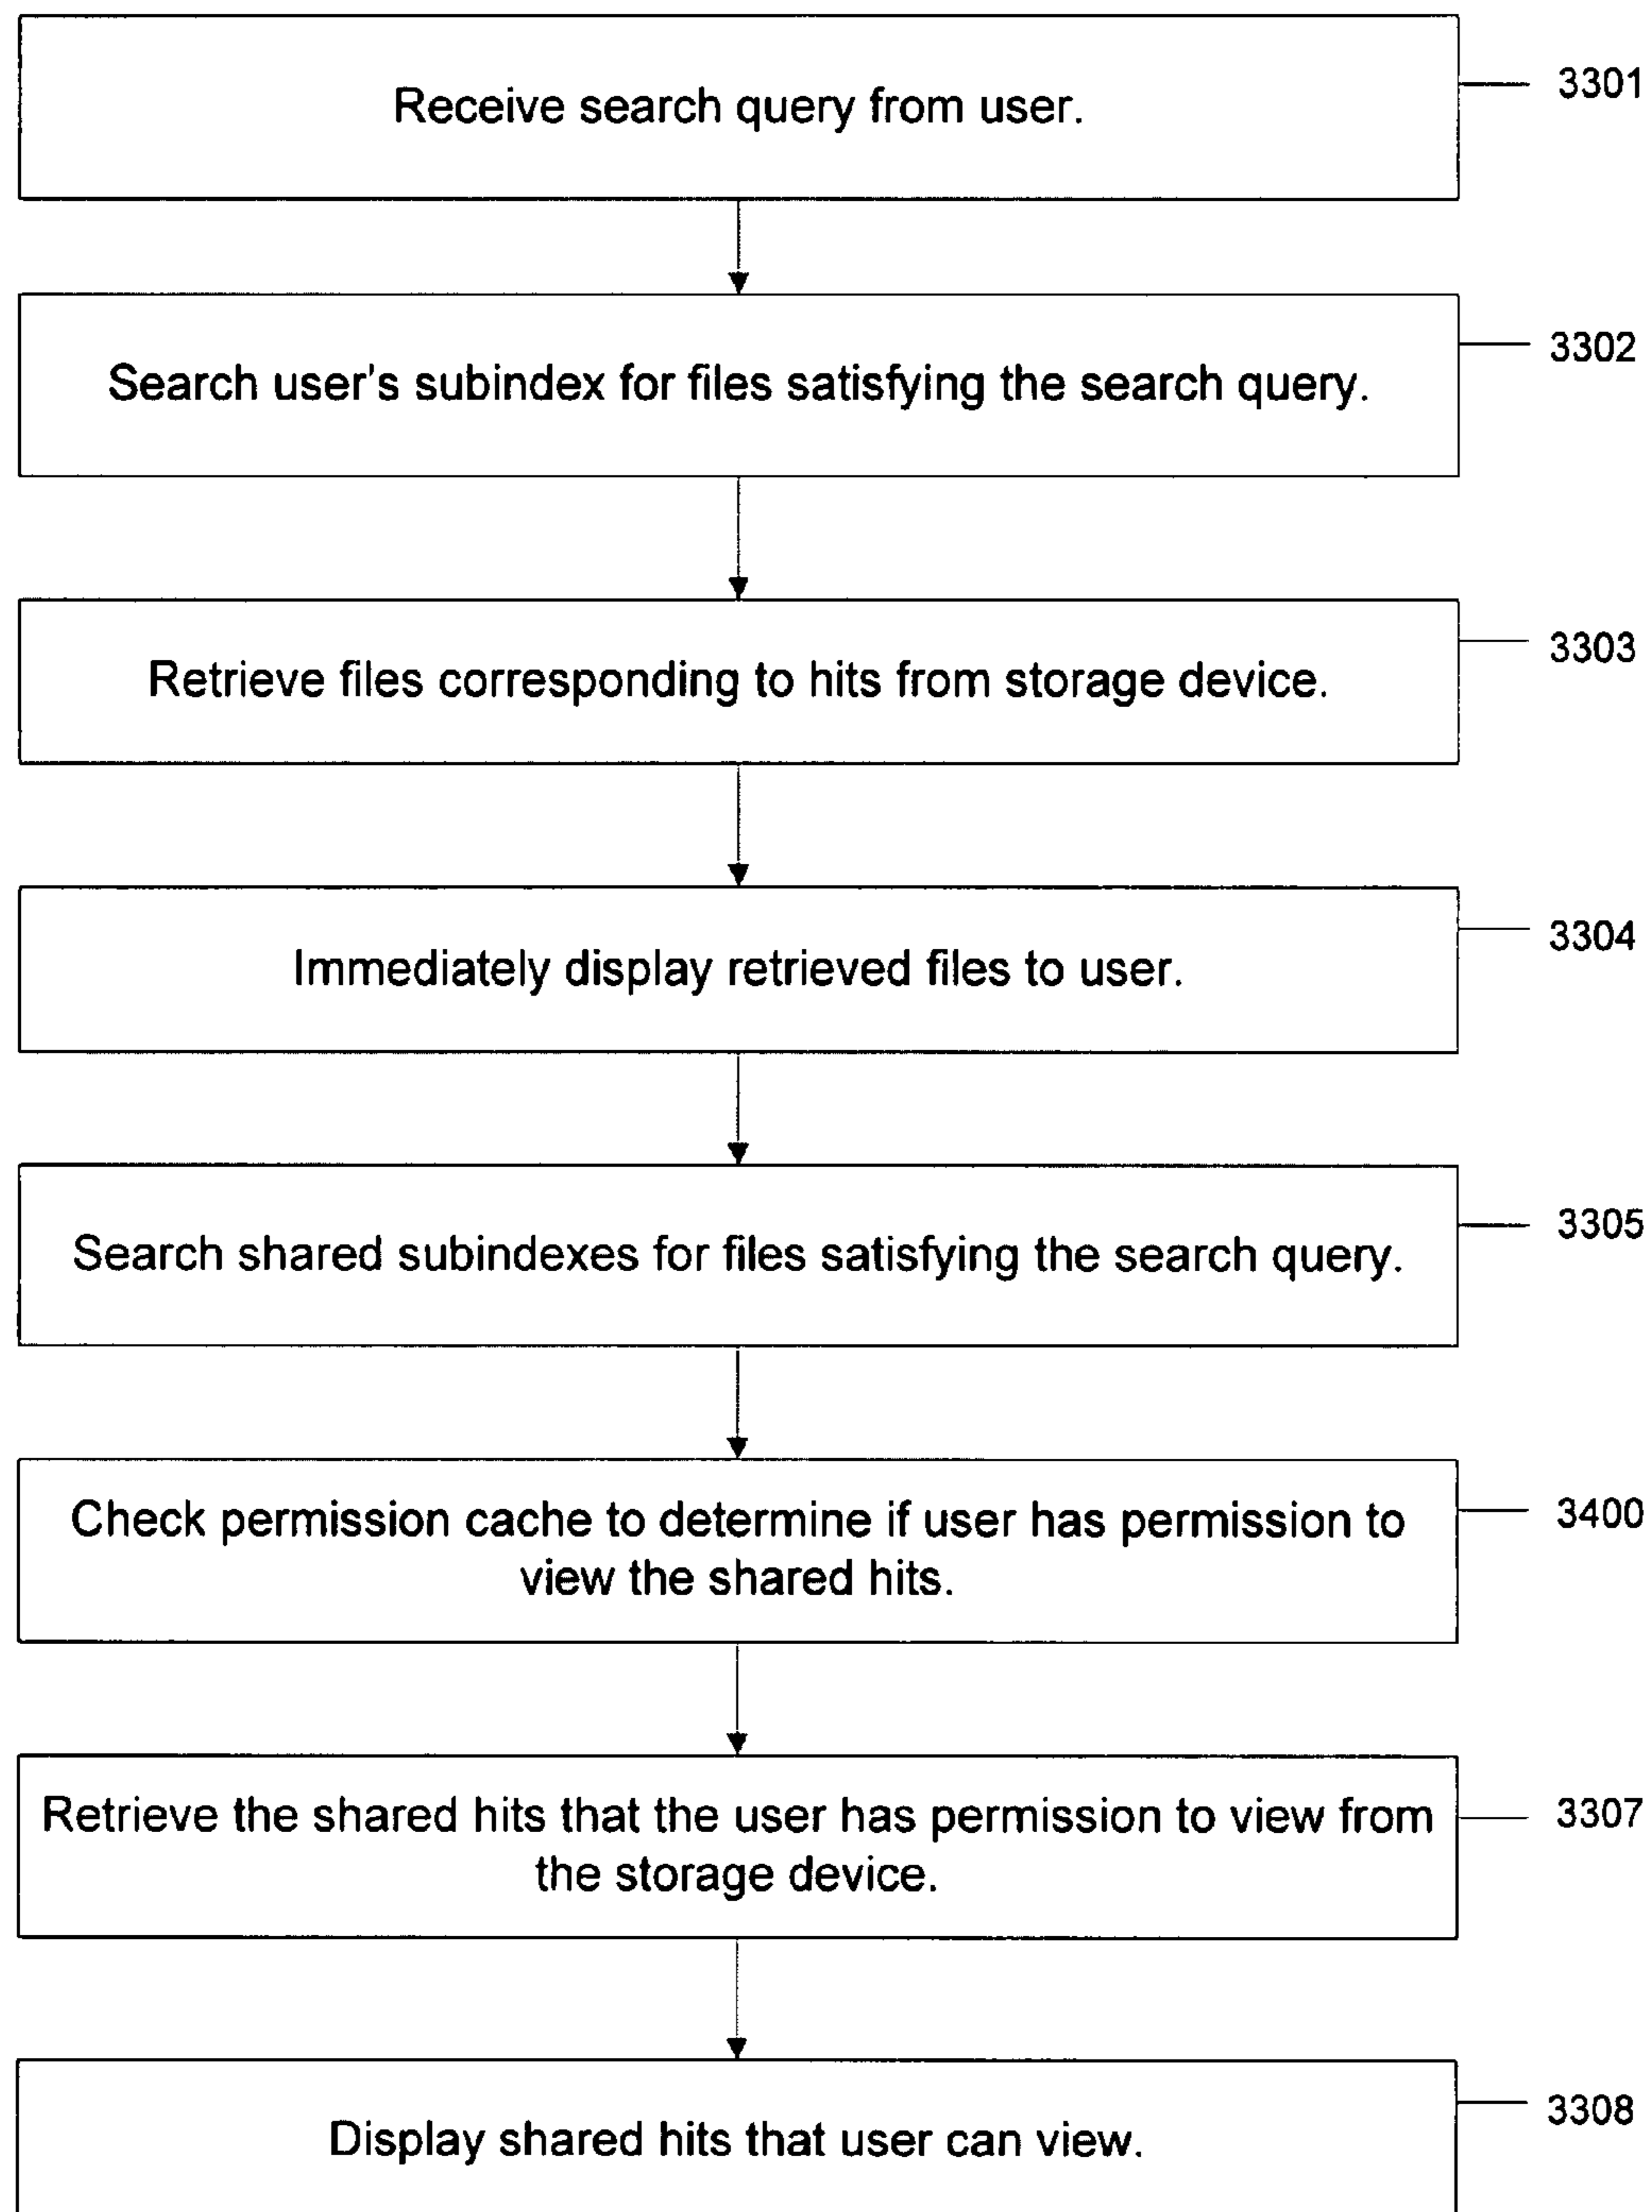 Receive search query from user.
3301
Search user's subindex for files satisfying the search query.
3302
Retrieve files corresponding to hits from storage device.
3303
Immediately display retrieved files to user.
3304
Search shared subindexes for files satisfying the search query.
3305
Check permission cache to determine if user has permission to
view the shared hits.
3400
Retrieve the shared hits that the user has permission to view from
the storage device.
3307
Display shared hits that user can view.
3308